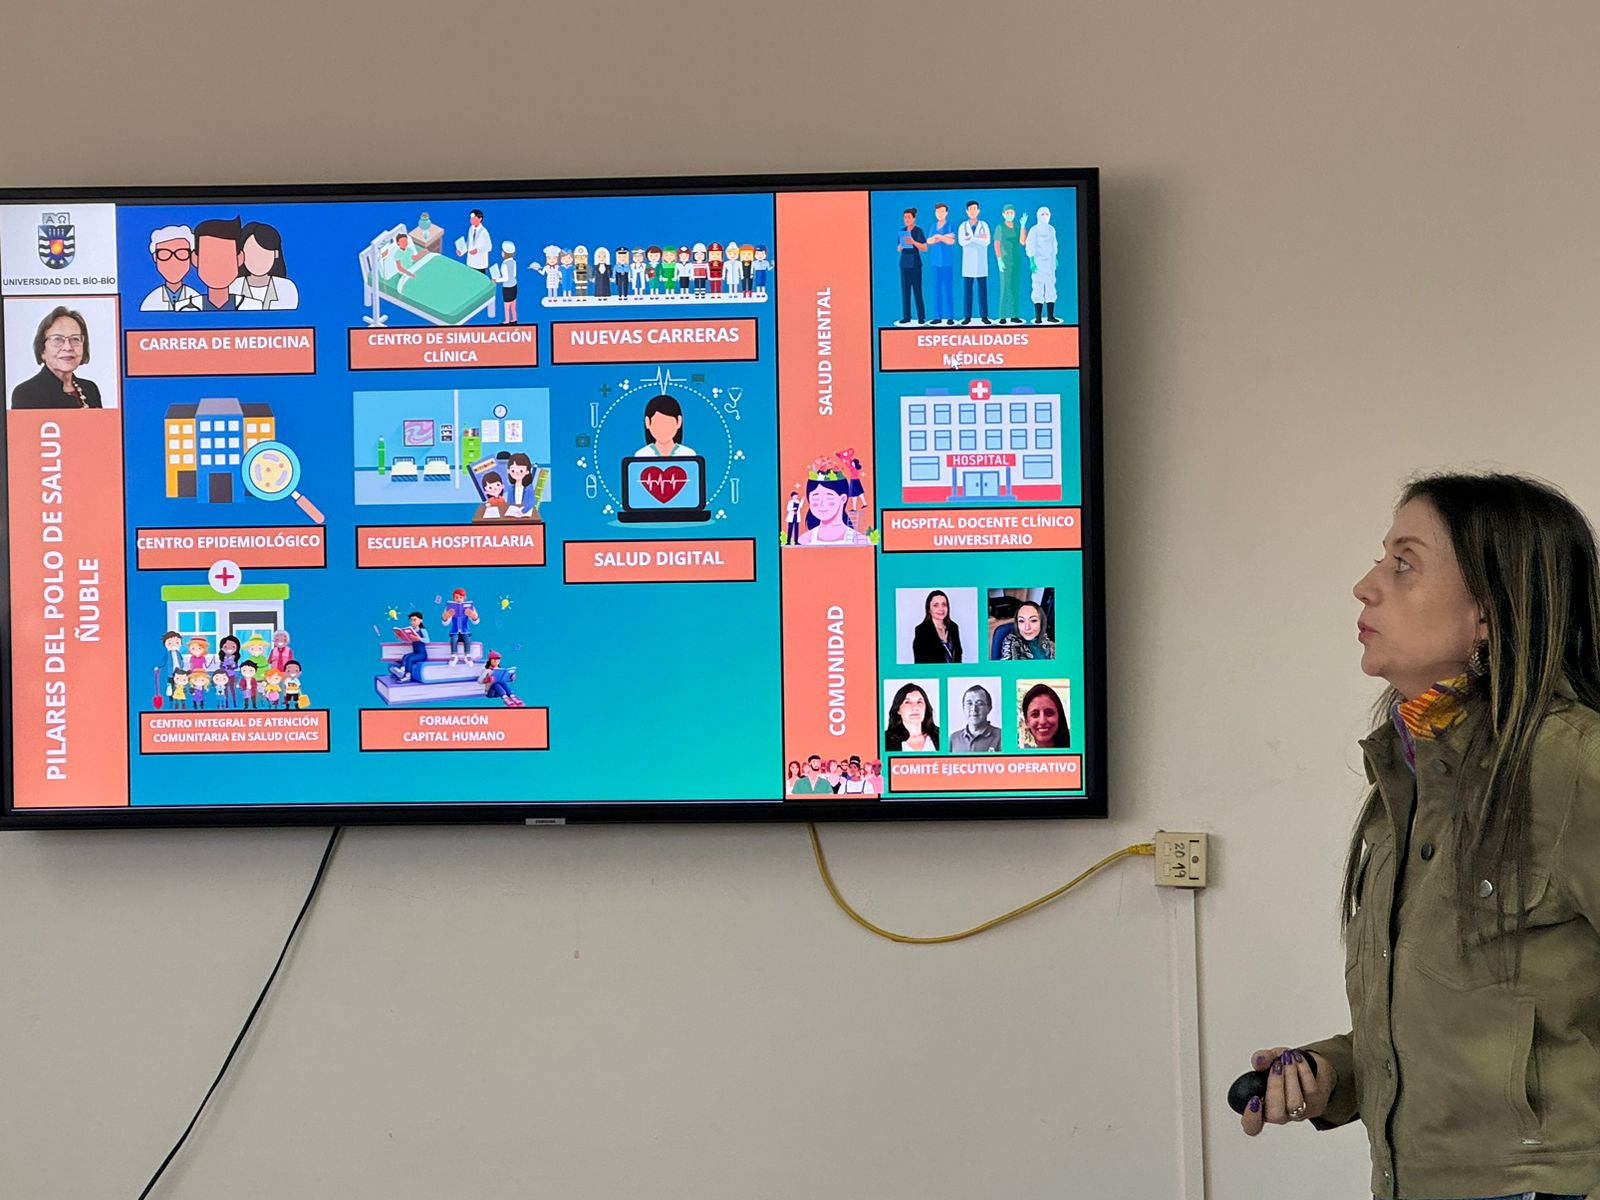 UNIVERSIDAD DEL BÍO-BÍO
PILARES DEL POLO DE SALUD
ÑUBLE
CARRERA DE MEDICINA
CENTRO DE SIMULACIÓN
CLÍNICA
NUEVAS CARRERAS
CENTRO EPIDEMIOLÓGICO
ESCUELA HOSPITALARIA
SALUD DIGITAL
CENTRO INTEGRAL DE ATENCIÓN
COMUNITARIA EN SALUD (CIACS
FORMACIÓN
CAPITAL HUMANO
SALUD MENTAL
COMUNIDAD
ESPECIALIDADES
MÉDICAS
HOSPITAL
HOSPITAL DOCENTE CLÍNICO
UNIVERSITARIO
COMITÉ EJECUTIVO OPERATIVO
SAMSUNG
2019